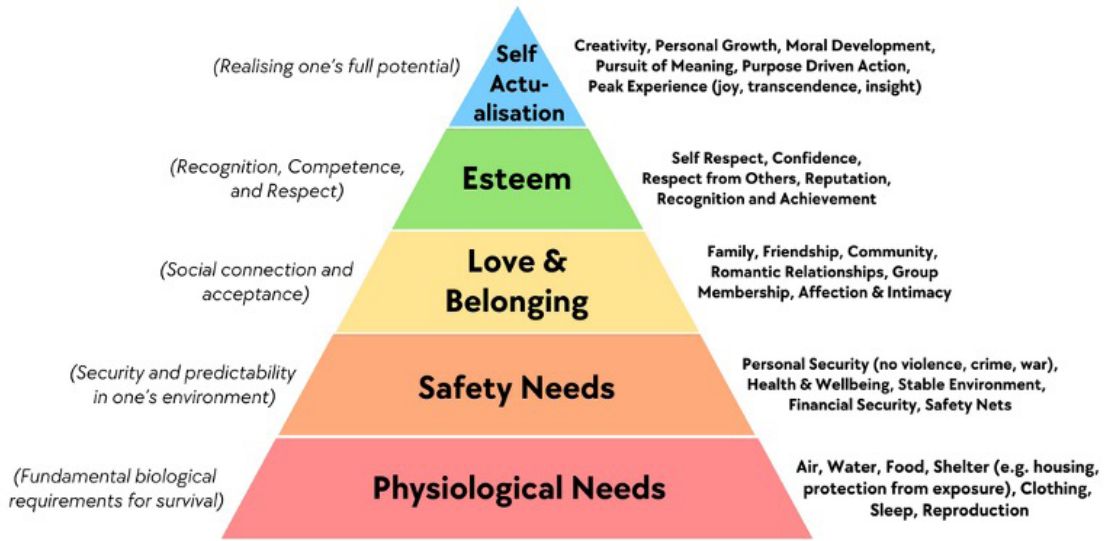 (Realising one's full potential)
Self
Actu-
alisation
Creativity, Personal Growth, Moral Development,
Pursuit of Meaning, Purpose Driven Action,
Peak Experience (joy, transcendence, insight)
(Recognition, Competence,
and Respect)
Esteem
Self Respect, Confidence,
Respect from Others, Reputation,
Recognition and Achievement
(Social connection and
acceptance)
Love &
Belonging
Family, Friendship, Community,
Romantic Relationships, Group
Membership, Affection & Intimacy
(Security and predictability
in one's environment)
Safety Needs
Personal Security (no violence, crime, war),
Health & Wellbeing, Stable Environment,
Financial Security, Safety Nets
(Fundamental biological
requirements for survival)
Physiological Needs
Air, Water, Food, Shelter (e.g. housing,
protection from exposure), Clothing,
Sleep, Reproduction